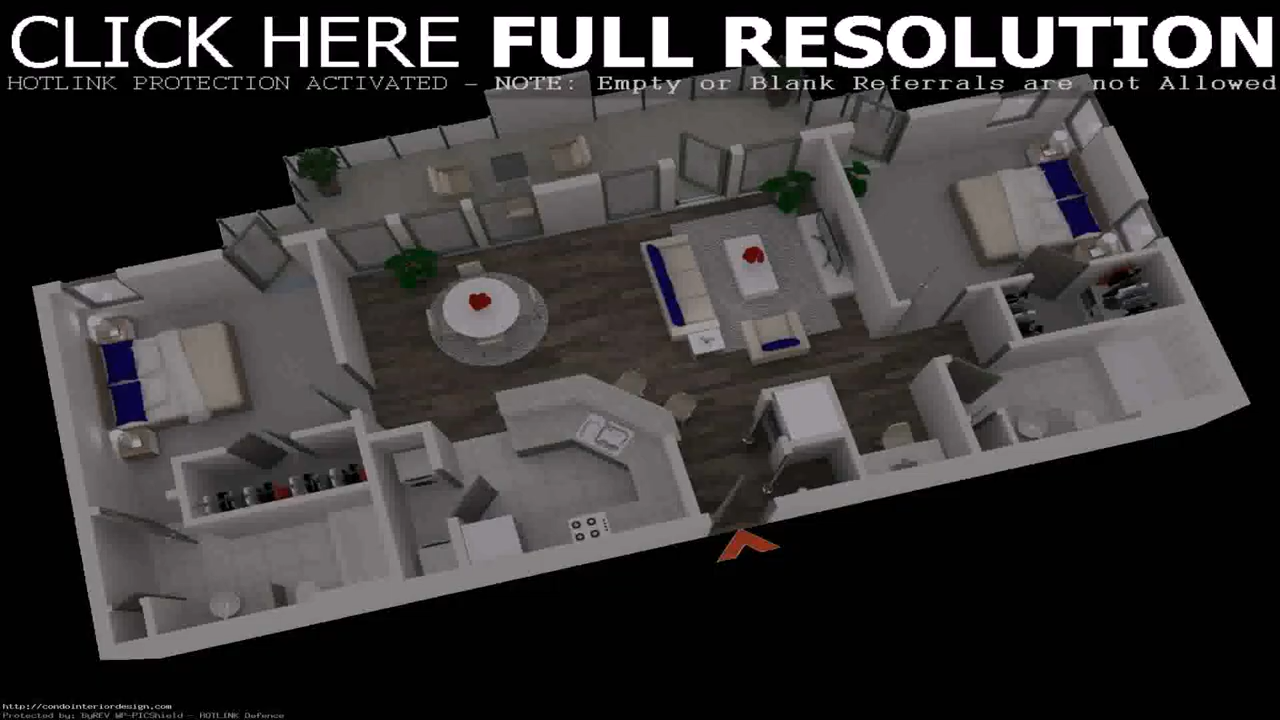 CLICK HERE FULL RESOLUTION
HOTLINK PROTECTION ACTIVATED - NOTE: Empty or Blank Referrals are not Allowed
http://condointeriordesign.com
Protected by: ByREV WP-PICShield - HOTLINK Defence